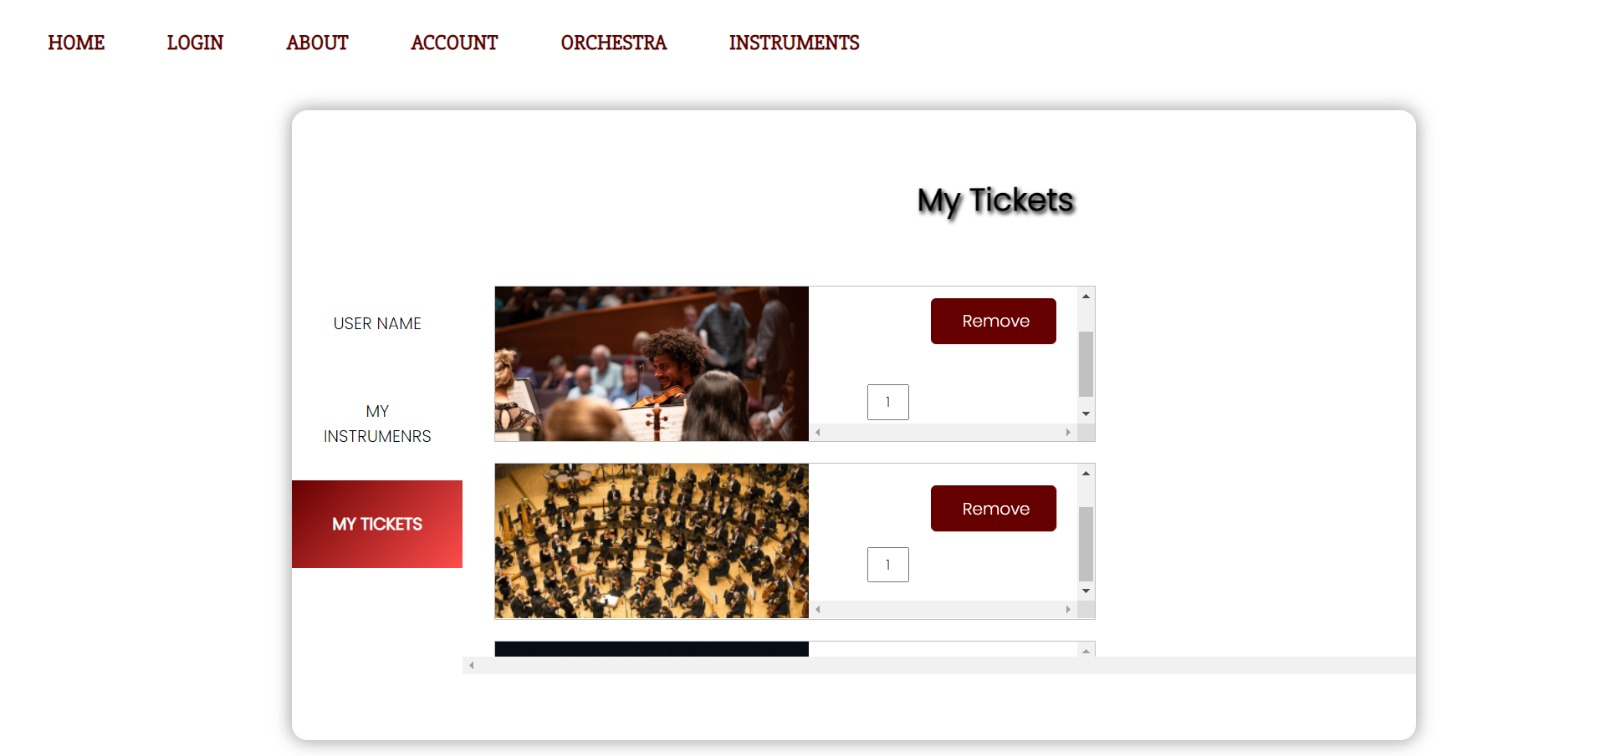 HOME LOGIN ABOUT ACCOUNT ORCHESTRA INSTRUMENTS
My Tickets
USER NAME
MY
INSTRUMENRS
MY TICKETS
Remove
1
Remove
1